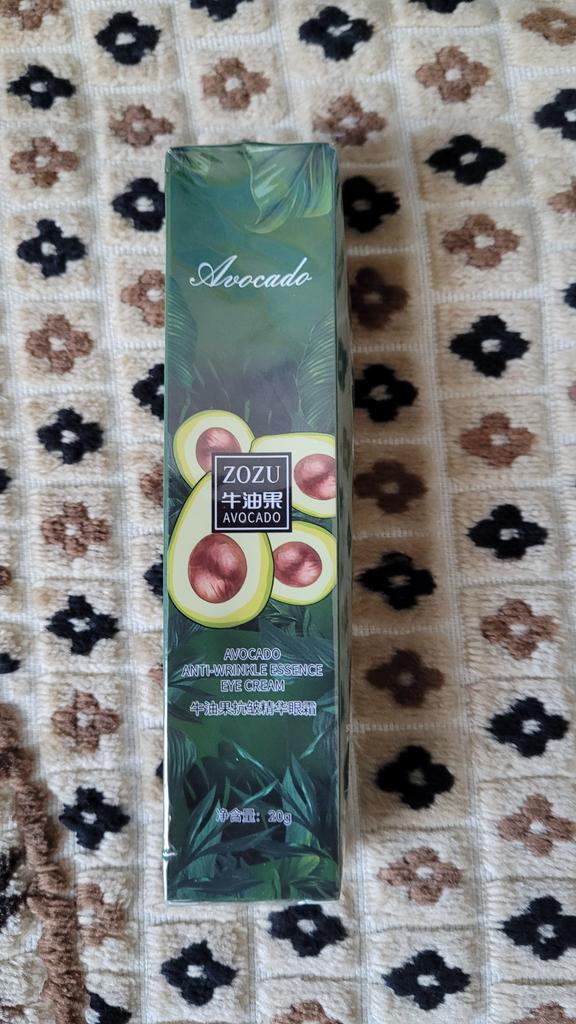 Avocado
ZOZU
牛油果
AVOCADO
AVOCADO
ANTI-WRINKLE ESSENCE
EYE CREAM
牛油果抗皱精华眼霜
净含量: 20g